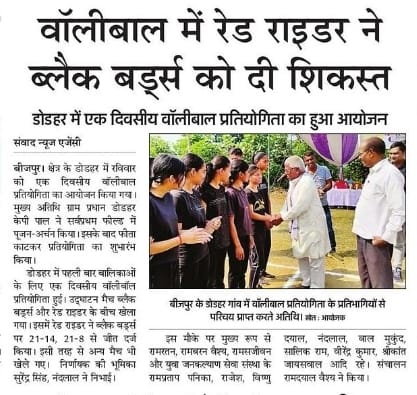 वॉलीबाल में रेड राइडर ने
ब्लैक बर्ड्स को दी शिकस्त
डोडहर में एक दिवसीय वॉलीबाल प्रतियोगिता का हुआ आयोजन
संवाद न्यूज एजेंसी
बीजपुर। क्षेत्र के डोडहर में रविवार
को एक दिवसीय वॉलीबाल
प्रतियोगिता का आयोजन किया गया।
मुख्य अतिथि ग्राम प्रधान डोडहर
केपी पाल ने सर्वप्रथम फील्ड में
पूजन-अर्चन किया। इसके बाद फीता
काटकर प्रतियोगिता का शुभारंभ
किया।
डोडहर में पहली बार बालिकाओं
के लिए एक दिवसीय वॉलीवॉल
प्रतियोगिता हुई। उद्घाटन मैच ब्लैक
बर्ड्स और रेड राइडर के बीच खेला
गया। इसमें रेड राइडर ने ब्लैक बर्ड्स
पर 21-14, 21-8 से जीत दर्ज
किया। इसी तरह से अन्य मैच भी
खेले गए। निर्णायक की भूमिका
सुरेंद्र सिंह, नंदलाल ने निभाई।
बीजपुर के डोडहर गांव में वॉलीबाल प्रतियोगिता के प्रतिभागियों से
परिचय प्राप्त करते अतिथि। स्रोत : आयोजक
इस मौके पर मुख्य रूप से
रामरतन, रामबरन वैश्य, रामसजीवन
और युवा जनकल्याण सेवा संस्था के
रामप्रताप पनिका, राजेश, विष्णु
दयाल, नंदलाल, वाल मुकुंद,
सालिक राम, वीरेंद्र कुमार, श्रीकांत
जायसवाल आदि रहे। संचालन
रामदयाल वैश्य ने किया।